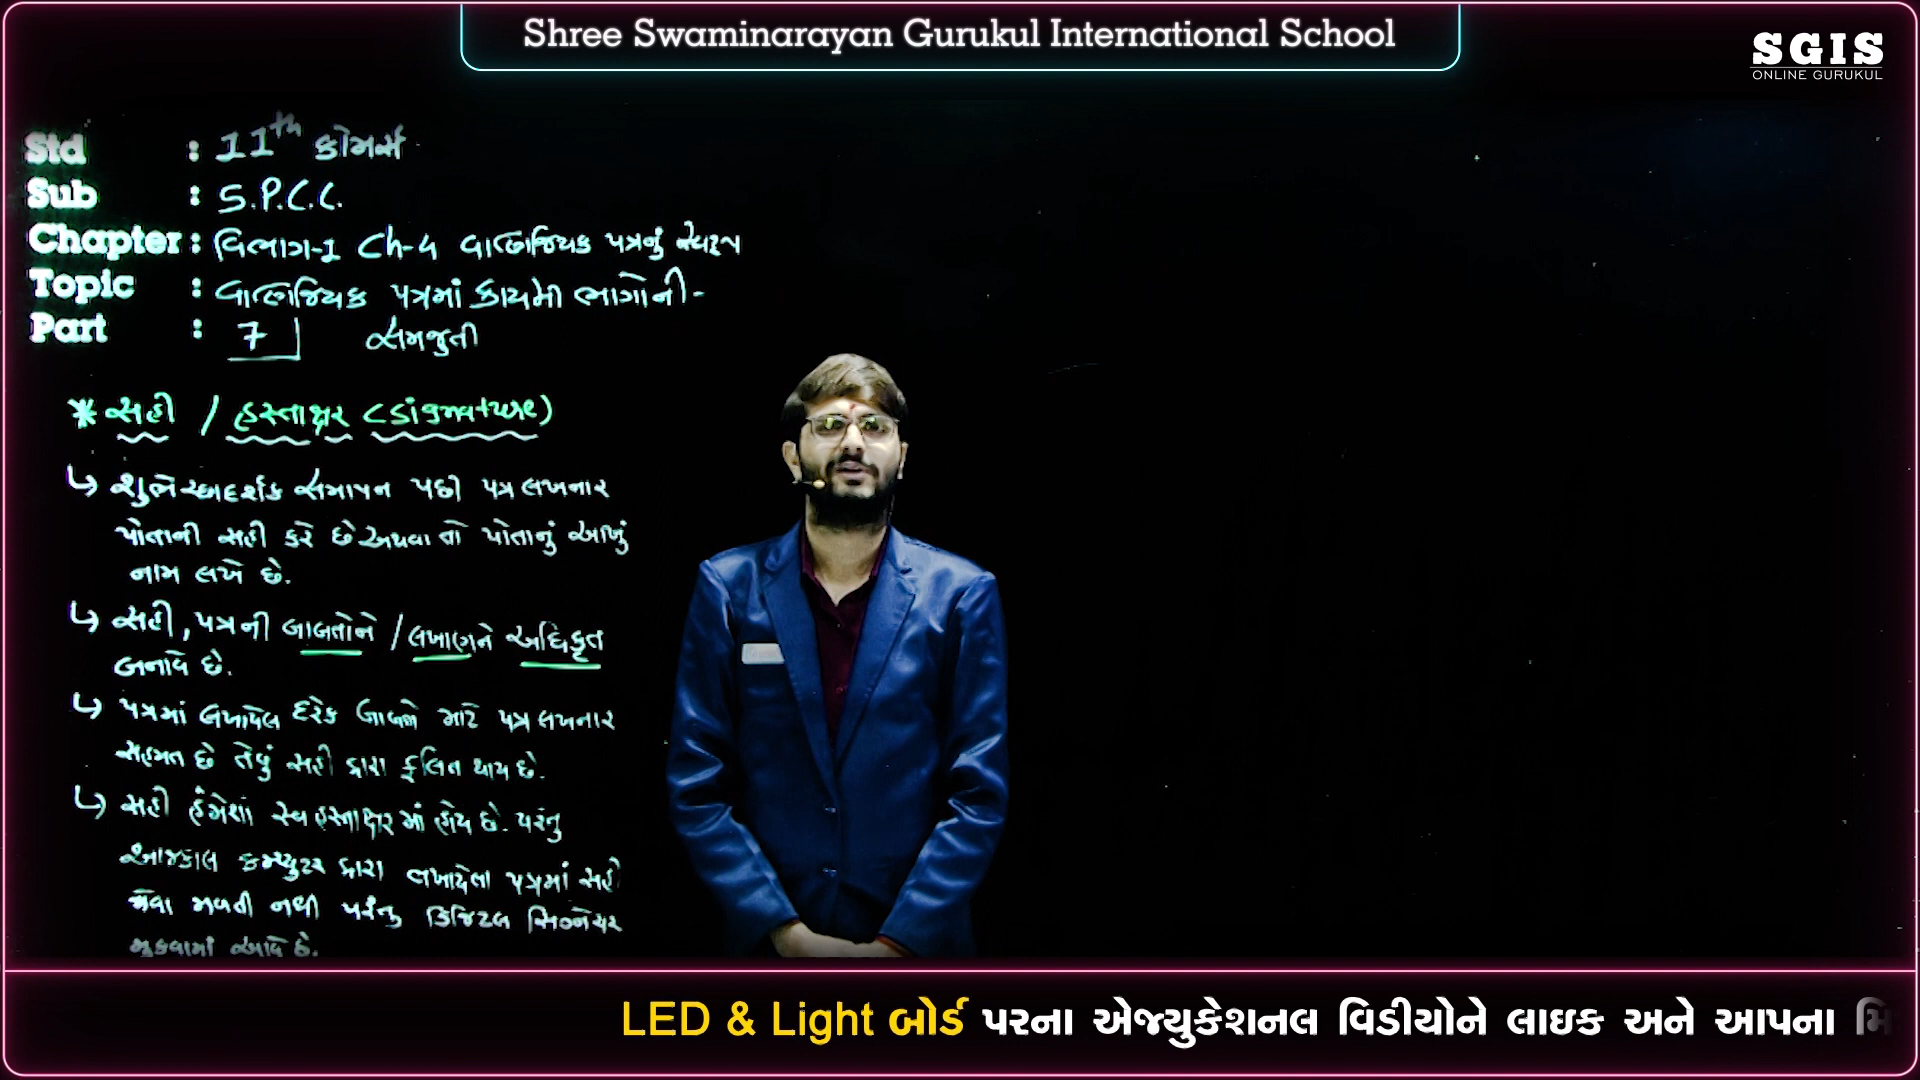 Shree Swaminarayan Gurukul International School
SGIS
ONLINE GURUKUL
Std : 11th કોમર્સ
Sub : S.P.C.C.
Chapter : વિભાગ-1 Ch-4 વાણિજ્યિક પત્રનું સ્વરૂપ
Topic : વાણિજ્યિક પત્રમાં કાયમી ભાગોની-
સમજુતી
Part : 7
* સહી / હસ્તાક્ષર
↳ શુભેચ્છાદર્શક સમાપન પછી પત્ર લખનાર
પોતાની સહી કરે છે અથવા તો પોતાનું આખું
નામ લખે છે.
↳ સહી, પત્રની બાબતોને / લખાણને અધિકૃત
બનાવે છે.
↳ પત્રમાં લખાયેલ દરેક બાબત માટે પત્ર લખનાર
સહમત છે તેવું સહી દ્વારા ફલિત થાય છે.
↳ સહી હંમેશા સ્વ હસ્તાક્ષર માં હોય છે. પરંતુ
આજકાલ કમ્પ્યુટર દ્વારા લખાયેલા પત્રમાં સહી
જોવા મળતી નથી પરંતુ ડિજિટલ સિગ્નેચર
મૂકવામાં આવે છે.
LED & Light બોર્ડ પરના એજ્યુકેશનલ વિડીયોને લાઇક અને આપના